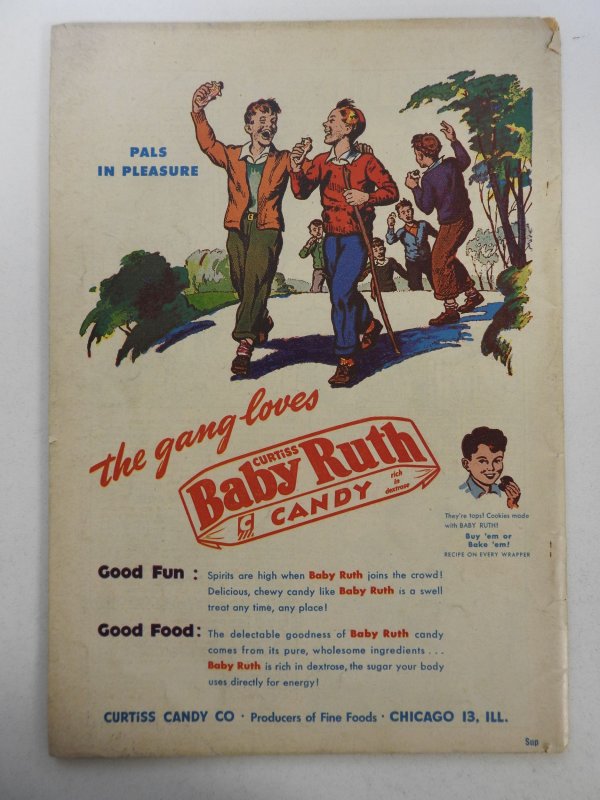 PALS
IN PLEASURE
the gang loves
CURTISS
Baby Ruth
CANDY
rich
in
dextrose
C
They're tops! Cookies made
with BABY RUTH!
Buy 'em or
Bake 'em!
RECIPE ON EVERY WRAPPER
Good Fun : Spirits are high when Baby Ruth joins the crowd!
Delicious, chewy candy like Baby Ruth is a swell
treat any time, any place!
Good Food: The delectable goodness of Baby Ruth candy
comes from its pure, wholesome ingredients . . .
Baby Ruth is rich in dextrose, the sugar your body
uses directly for energy!
CURTISS CANDY CO · Producers of Fine Foods · CHICAGO 13, ILL.
Sup